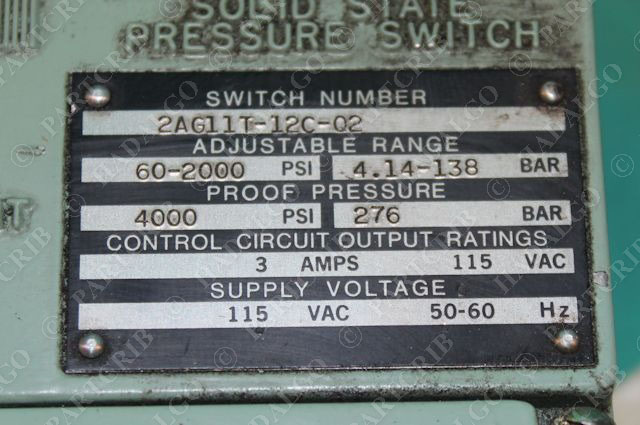 SOLID STATE
PRESSURE SWITCH
SWITCH NUMBER
2AG11T-12C-02
ADJUSTABLE RANGE
60-2000 PSI 4.14-138 BAR
PROOF PRESSURE
4000 PSI 276 BAR
CONTROL CIRCUIT OUTPUT RATINGS
3 AMPS 115 VAC
SUPPLY VOLTAGE
115 VAC 50-60 Hz
T
© PARTCRIB
© HADALGO